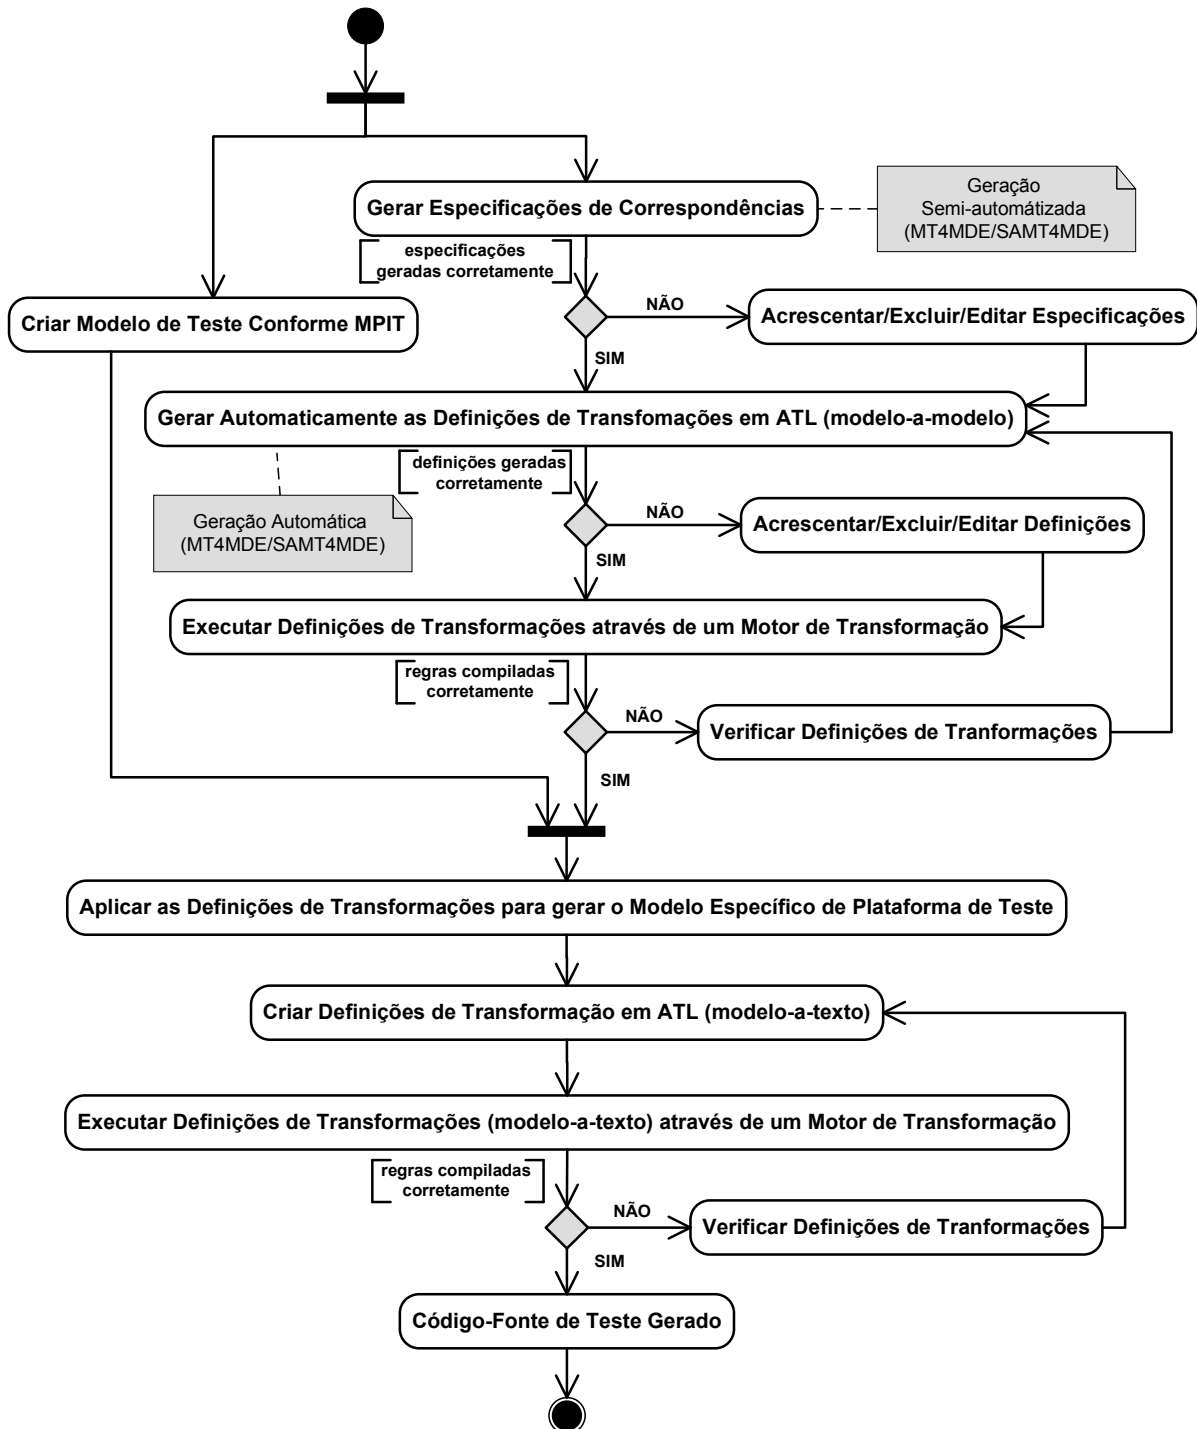 Gerar Especificações de Correspondências
Geração
Semi-automátizada
(MT4MDE/SAMT4MDE)
especificações
geradas corretamente
Criar Modelo de Teste Conforme MPIT
NÃO
Acrescentar/Excluir/Editar Especificações
SIM
Gerar Automaticamente as Definições de Transfomações em ATL (modelo-a-modelo)
definições geradas
corretamente
Geração Automática
(MT4MDE/SAMT4MDE)
NÃO
Acrescentar/Excluir/Editar Definições
SIM
Executar Definições de Transformações através de um Motor de Transformação
regras compiladas
corretamente
NÃO
Verificar Definições de Tranformações
SIM
Aplicar as Definições de Transformações para gerar o Modelo Específico de Plataforma de Teste
Criar Definições de Transformação em ATL (modelo-a-texto)
Executar Definições de Transformações (modelo-a-texto) através de um Motor de Transformação
regras compiladas
corretamente
NÃO
Verificar Definições de Tranformações
SIM
Código-Fonte de Teste Gerado